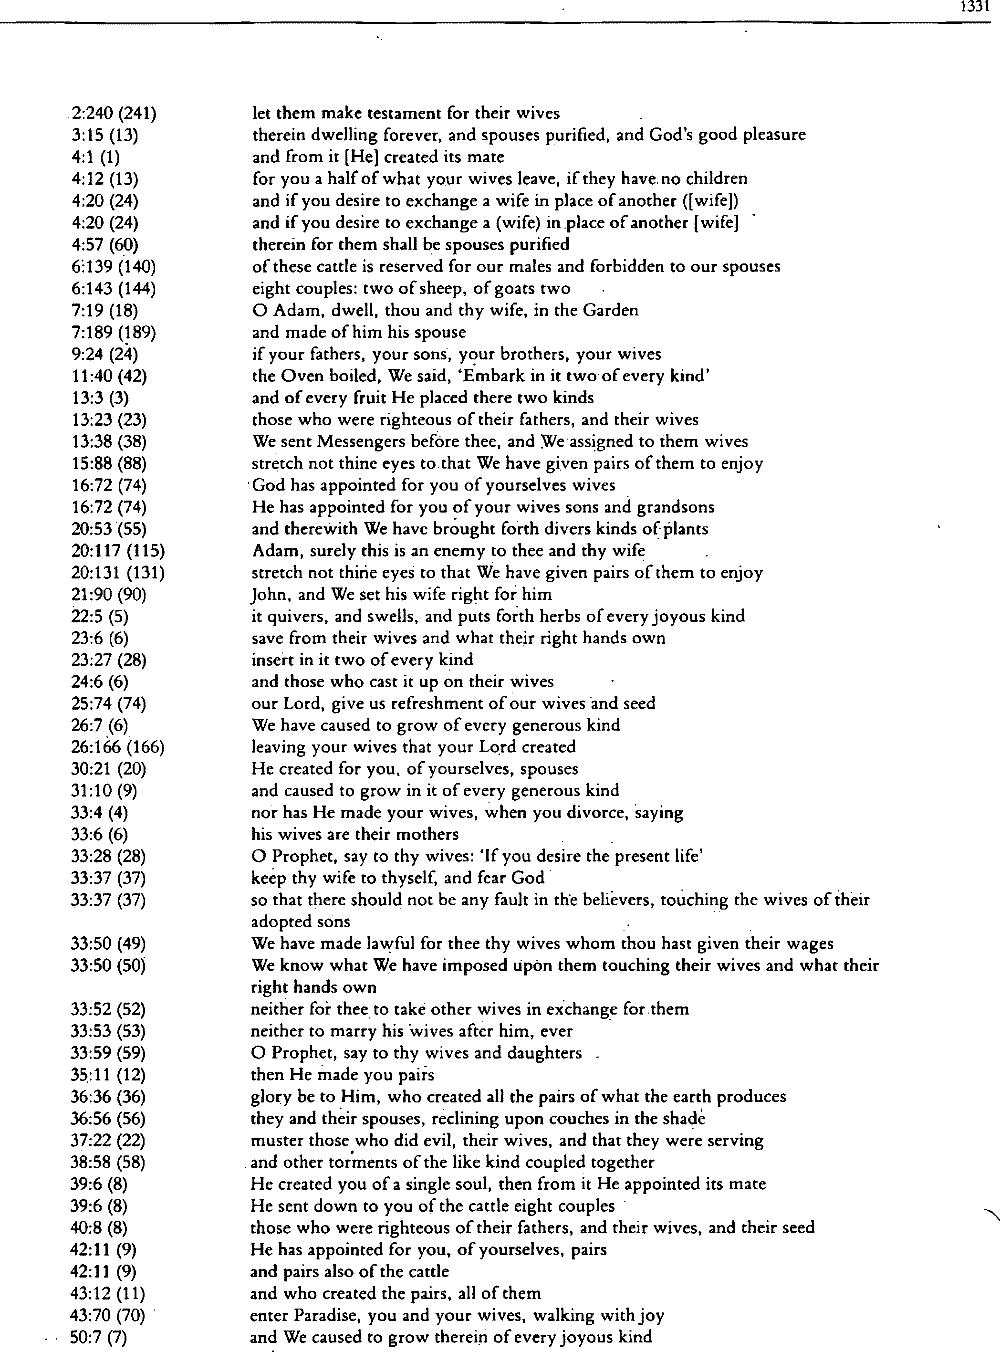 1331
2:240 (241) let them make testament for their wives
3:15 (13) therein dwelling forever, and spouses purified, and God's good pleasure
4:1 (1) and from it [He] created its mate
4:12 (13) for you a half of what your wives leave, if they have no children
4:20 (24) and if you desire to exchange a wife in place of another ([wife])
4:20 (24) and if you desire to exchange a (wife) in place of another [wife]
4:57 (60) therein for them shall be spouses purified
6:139 (140) of these cattle is reserved for our males and forbidden to our spouses
6:143 (144) eight couples: two of sheep, of goats two
7:19 (18) O Adam, dwell, thou and thy wife, in the Garden
7:189 (189) and made of him his spouse
9:24 (24) if your fathers, your sons, your brothers, your wives
11:40 (42) the Oven boiled, We said, 'Embark in it two of every kind'
13:3 (3) and of every fruit He placed there two kinds
13:23 (23) those who were righteous of their fathers, and their wives
13:38 (38) We sent Messengers before thee, and We assigned to them wives
15:88 (88) stretch not thine eyes to that We have given pairs of them to enjoy
16:72 (74) God has appointed for you of yourselves wives
16:72 (74) He has appointed for you of your wives sons and grandsons
20:53 (55) and therewith We have brought forth divers kinds of plants
20:117 (115) Adam, surely this is an enemy to thee and thy wife
20:131 (131) stretch not thine eyes to that We have given pairs of them to enjoy
21:90 (90) John, and We set his wife right for him
22:5 (5) it quivers, and swells, and puts forth herbs of every joyous kind
23:6 (6) save from their wives and what their right hands own
23:27 (28) insert in it two of every kind
24:6 (6) and those who cast it up on their wives
25:74 (74) our Lord, give us refreshment of our wives and seed
26:7 (6) We have caused to grow of every generous kind
26:166 (166) leaving your wives that your Lord created
30:21 (20) He created for you, of yourselves, spouses
31:10 (9) and caused to grow in it of every generous kind
33:4 (4) nor has He made your wives, when you divorce, saying
33:6 (6) his wives are their mothers
33:28 (28) O Prophet, say to thy wives: 'If you desire the present life'
33:37 (37) keep thy wife to thyself, and fear God
33:37 (37) so that there should not be any fault in the believers, touching the wives of their
adopted sons
33:50 (49) We have made lawful for thee thy wives whom thou hast given their wages
33:50 (50) We know what We have imposed upon them touching their wives and what their
right hands own
33:52 (52) neither for thee to take other wives in exchange for them
33:53 (53) neither to marry his wives after him, ever
33:59 (59) O Prophet, say to thy wives and daughters
35:11 (12) then He made you pairs
36:36 (36) glory be to Him, who created all the pairs of what the earth produces
36:56 (56) they and their spouses, reclining upon couches in the shade
37:22 (22) muster those who did evil, their wives, and that they were serving
38:58 (58) and other torments of the like kind coupled together
39:6 (8) He created you of a single soul, then from it He appointed its mate
39:6 (8) He sent down to you of the cattle eight couples
40:8 (8) those who were righteous of their fathers, and their wives, and their seed
42:11 (9) He has appointed for you, of yourselves, pairs
42:11 (9) and pairs also of the cattle
43:12 (11) and who created the pairs, all of them
43:70 (70) enter Paradise, you and your wives, walking with joy
50:7 (7) and We caused to grow therein of every joyous kind